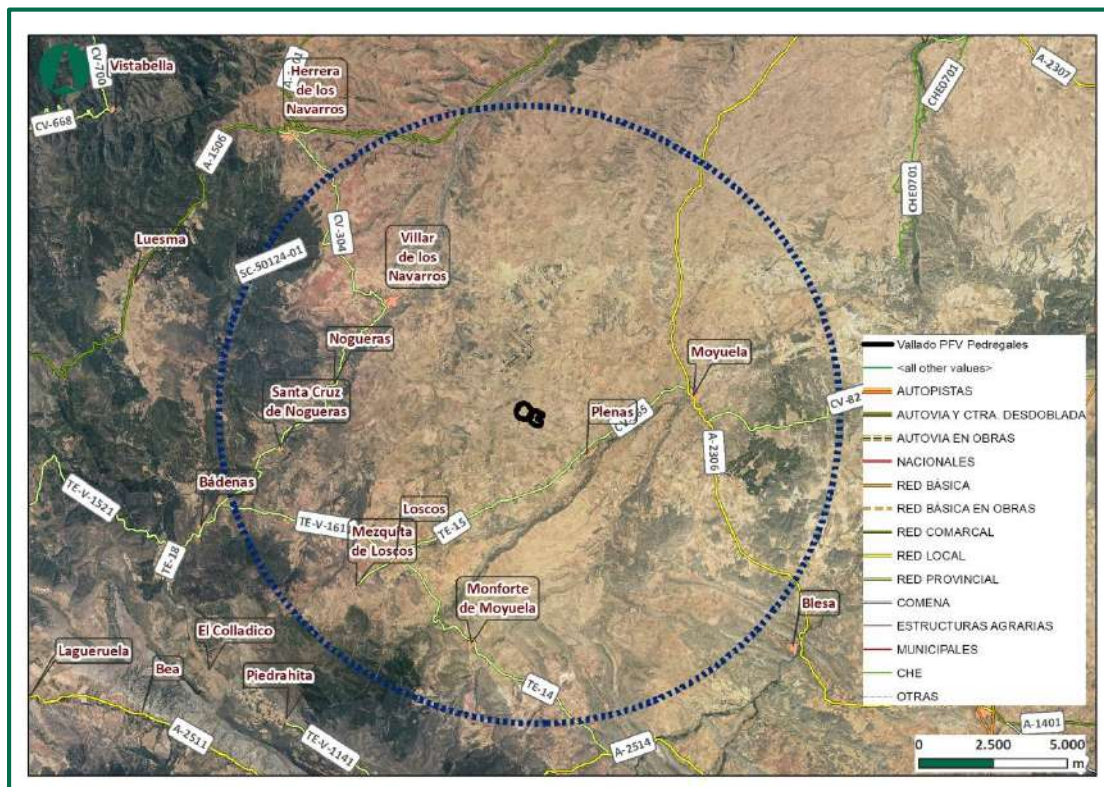 Vistabella
CV-700
CV-668
Herrera
de los
Navarros
A-2307
CHE0701
CHE0701
A-1506
Luesma
SC-50124-01
CV-304
Villar
de los
Navarros
Nogueras
Santa Cruz
de Nogueras
Moyuela
Plenas
CV-82
A-2306
Bádenas
TE-V-1521
TE-18
TE-V-161
Loscos
TE-15
Mezquita
de Loscos
Monforte
de Moyuela
Blesa
El Colladico
Lagueruela
Bea
Piedrahita
TE-14
A-2511
TE-V-1141
A-2514
A-1401
Vallado PFV Pedregales
<all other values>
AUTOPISTAS
AUTOVIA Y CTRA. DESDOBLADA
AUTOVIA EN OBRAS
NACIONALES
RED BÁSICA
RED BÁSICA EN OBRAS
RED COMARCAL
RED LOCAL
RED PROVINCIAL
COMENA
ESTRUCTURAS AGRARIAS
MUNICIPALES
CHE
OTRAS
0 2.500 5.000
m